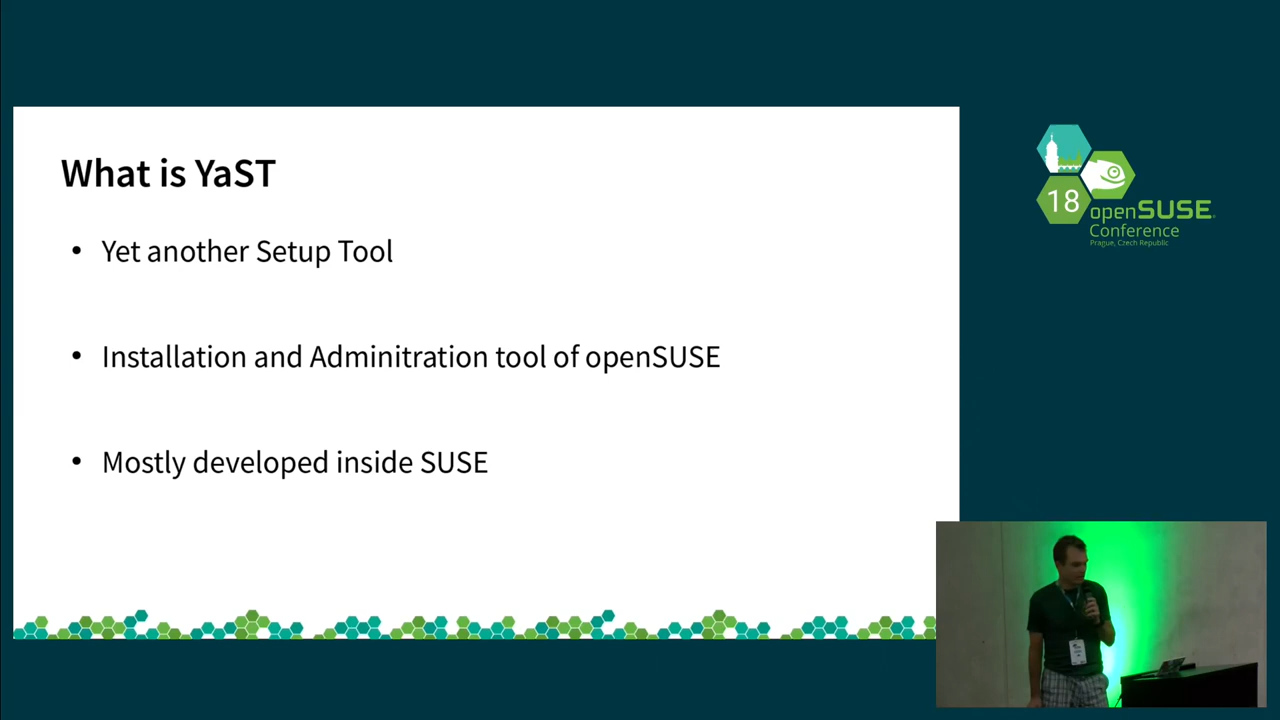 What is YaST
• Yet another Setup Tool
• Installation and Adminitration tool of openSUSE
• Mostly developed inside SUSE
18
openSUSE
Conference
Prague, Czech Republic